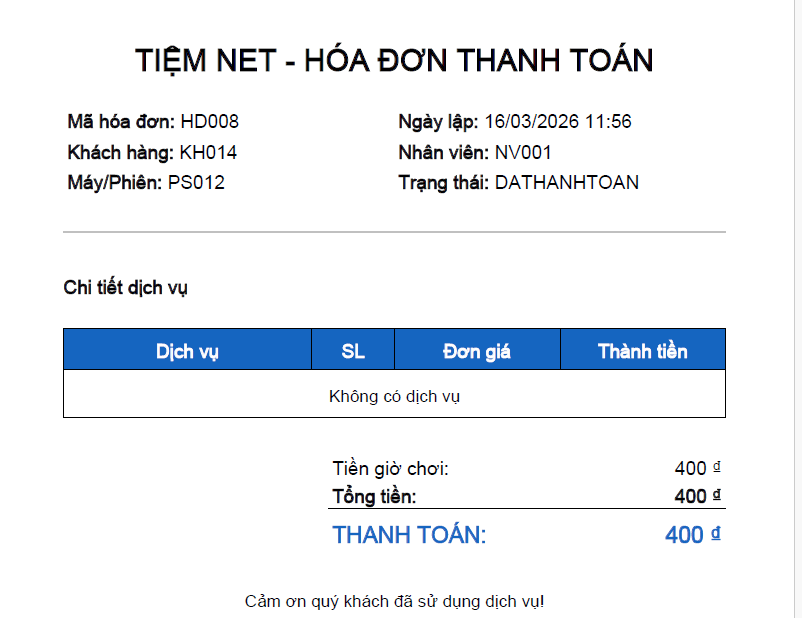 TIỆM NET - HÓA ĐƠN THANH TOÁN
Mã hóa đơn: HD008 Ngày lập: 16/03/2026 11:56
Khách hàng: KH014 Nhân viên: NV001
Máy/Phiên: PS012 Trạng thái: DATHANHTOAN
Chi tiết dịch vụ
Dịch vụ SL Đơn giá Thành tiền
Không có dịch vụ
Tiền giờ chơi: 400 ₫
Tổng tiền: 400 ₫
THANH TOÁN: 400 ₫
Cảm ơn quý khách đã sử dụng dịch vụ!